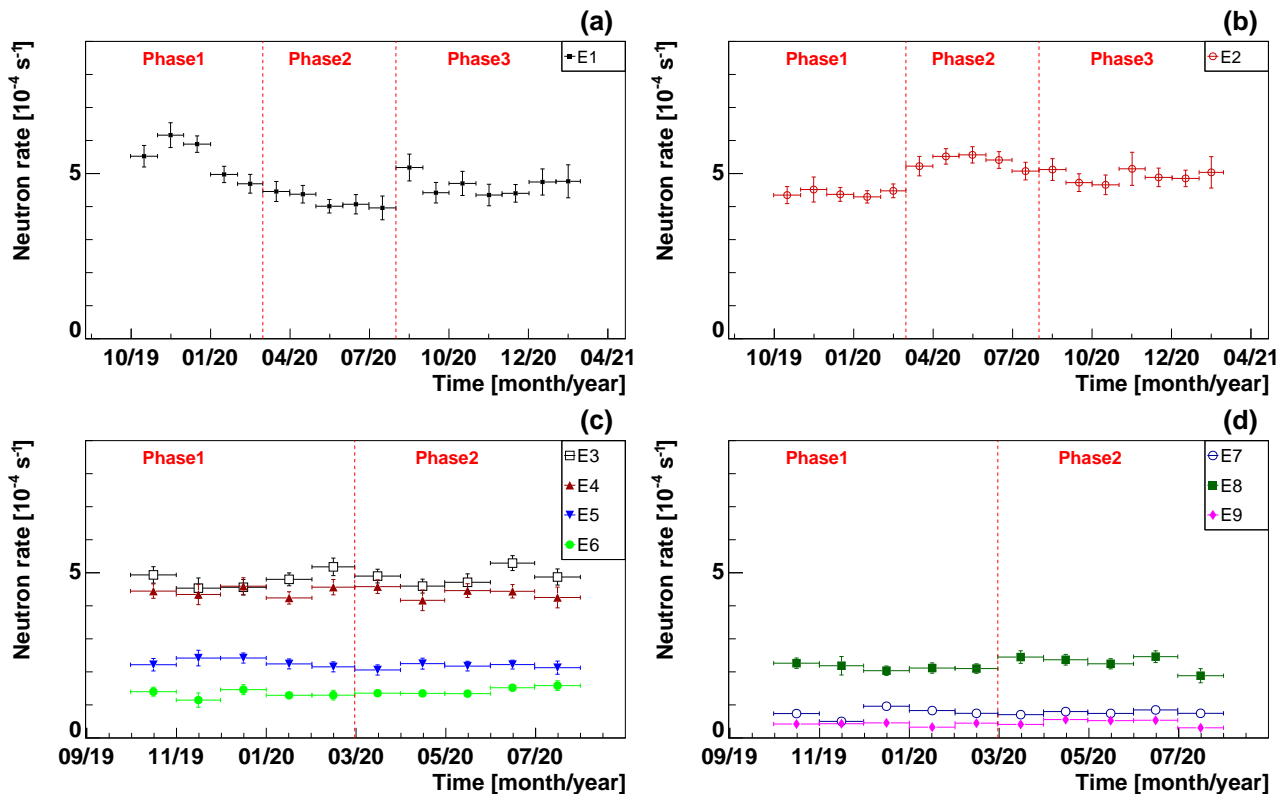 (a)
Phase1 Phase2 Phase3
E1
Neutron rate [10⁻⁴ s⁻¹]
5
0
10/19 01/20 04/20 07/20 10/20 12/20 04/21
Time [month/year]
(b)
Phase1 Phase2 Phase3
E2
Neutron rate [10⁻⁴ s⁻¹]
5
0
10/19 01/20 04/20 07/20 10/20 12/20 04/21
Time [month/year]
(c)
Phase1 Phase2
E3
E4
E5
E6
Neutron rate [10⁻⁴ s⁻¹]
5
0
09/19 11/19 01/20 03/20 05/20 07/20
Time [month/year]
(d)
Phase1 Phase2
E7
E8
E9
Neutron rate [10⁻⁴ s⁻¹]
5
0
09/19 11/19 01/20 03/20 05/20 07/20
Time [month/year]